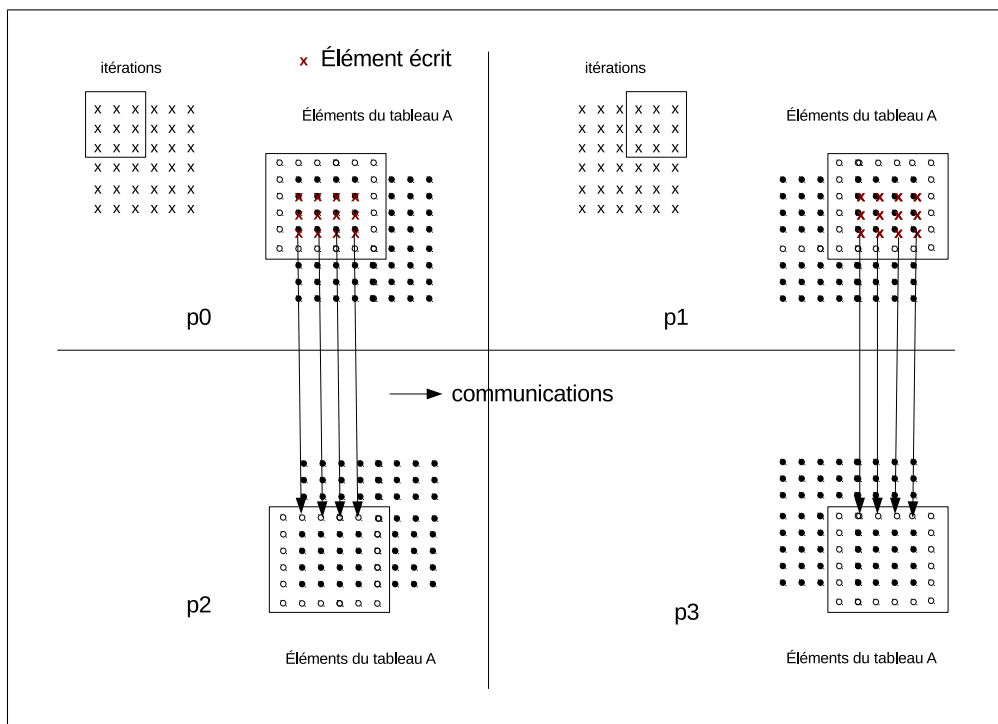 x Élément écrit
itérations
Éléments du tableau A
p0
itérations
Éléments du tableau A
p1
communications
p2
Éléments du tableau A
p3
Éléments du tableau A